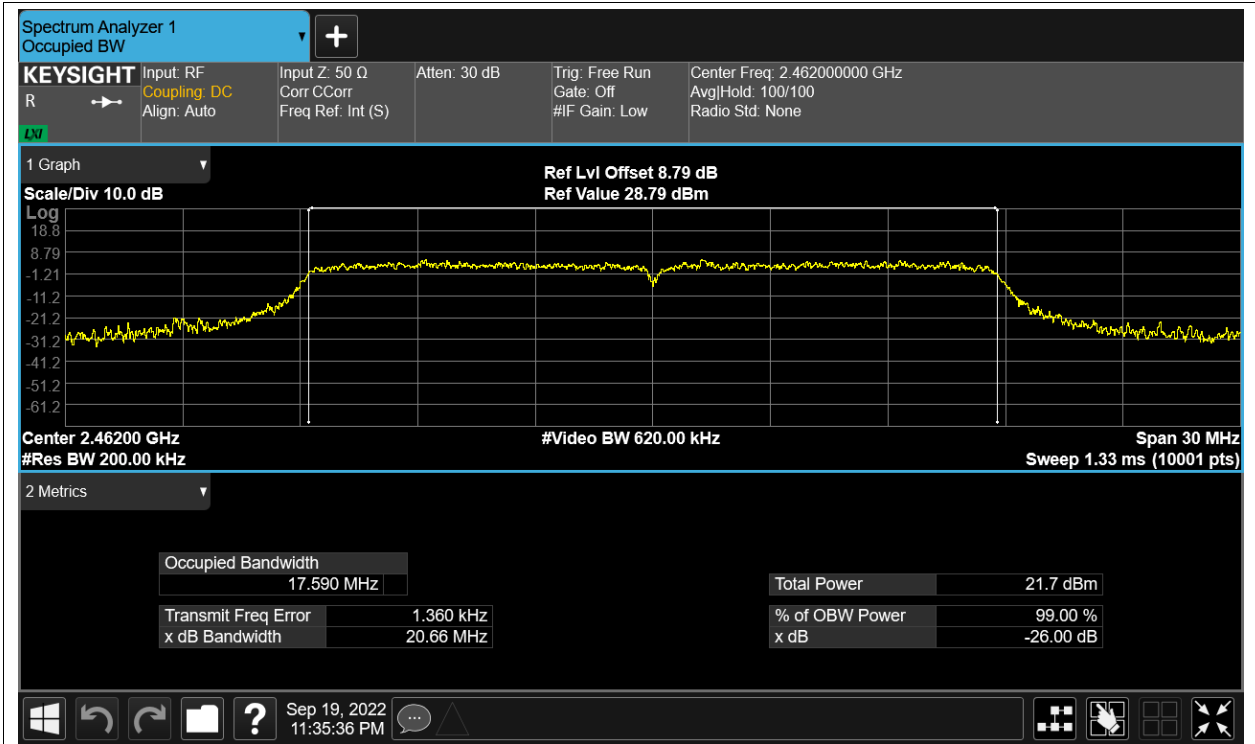 Spectrum Analyzer 1
Occupied BW
KEYSIGHT
R
LXI
Input: RF
Coupling: DC
Align: Auto
Input Z: 50 Ω
Corr CCorr
Freq Ref: Int (S)
Atten: 30 dB
Trig: Free Run
Gate: Off
#IF Gain: Low
Center Freq: 2.462000000 GHz
Avg|Hold: 100/100
Radio Std: None
1 Graph
Scale/Div 10.0 dB
Ref Lvl Offset 8.79 dB
Ref Value 28.79 dBm
Log
18.8
8.79
-1.21
-11.2
-21.2
-31.2
-41.2
-51.2
-61.2
Center 2.46200 GHz
#Video BW 620.00 kHz
Span 30 MHz
#Res BW 200.00 kHz
Sweep 1.33 ms (10001 pts)
2 Metrics
Occupied Bandwidth
17.590 MHz
Transmit Freq Error 1.360 kHz
x dB Bandwidth 20.66 MHz
Total Power 21.7 dBm
% of OBW Power 99.00 %
x dB -26.00 dB
?
Sep 19, 2022
11:35:36 PM